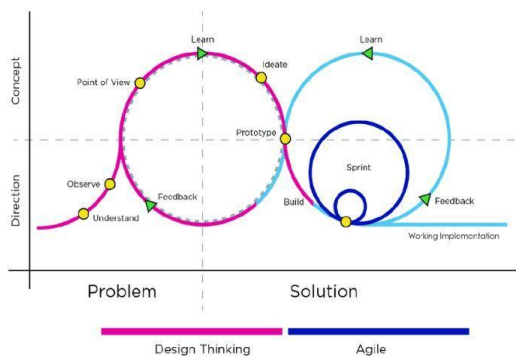 Concept
Direction
Learn
Ideate
Point of View
Prototype
Observe
Feedback
Understand
Learn
Sprint
Build
Feedback
Working Implementation
Problem
Solution
Design Thinking
Agile